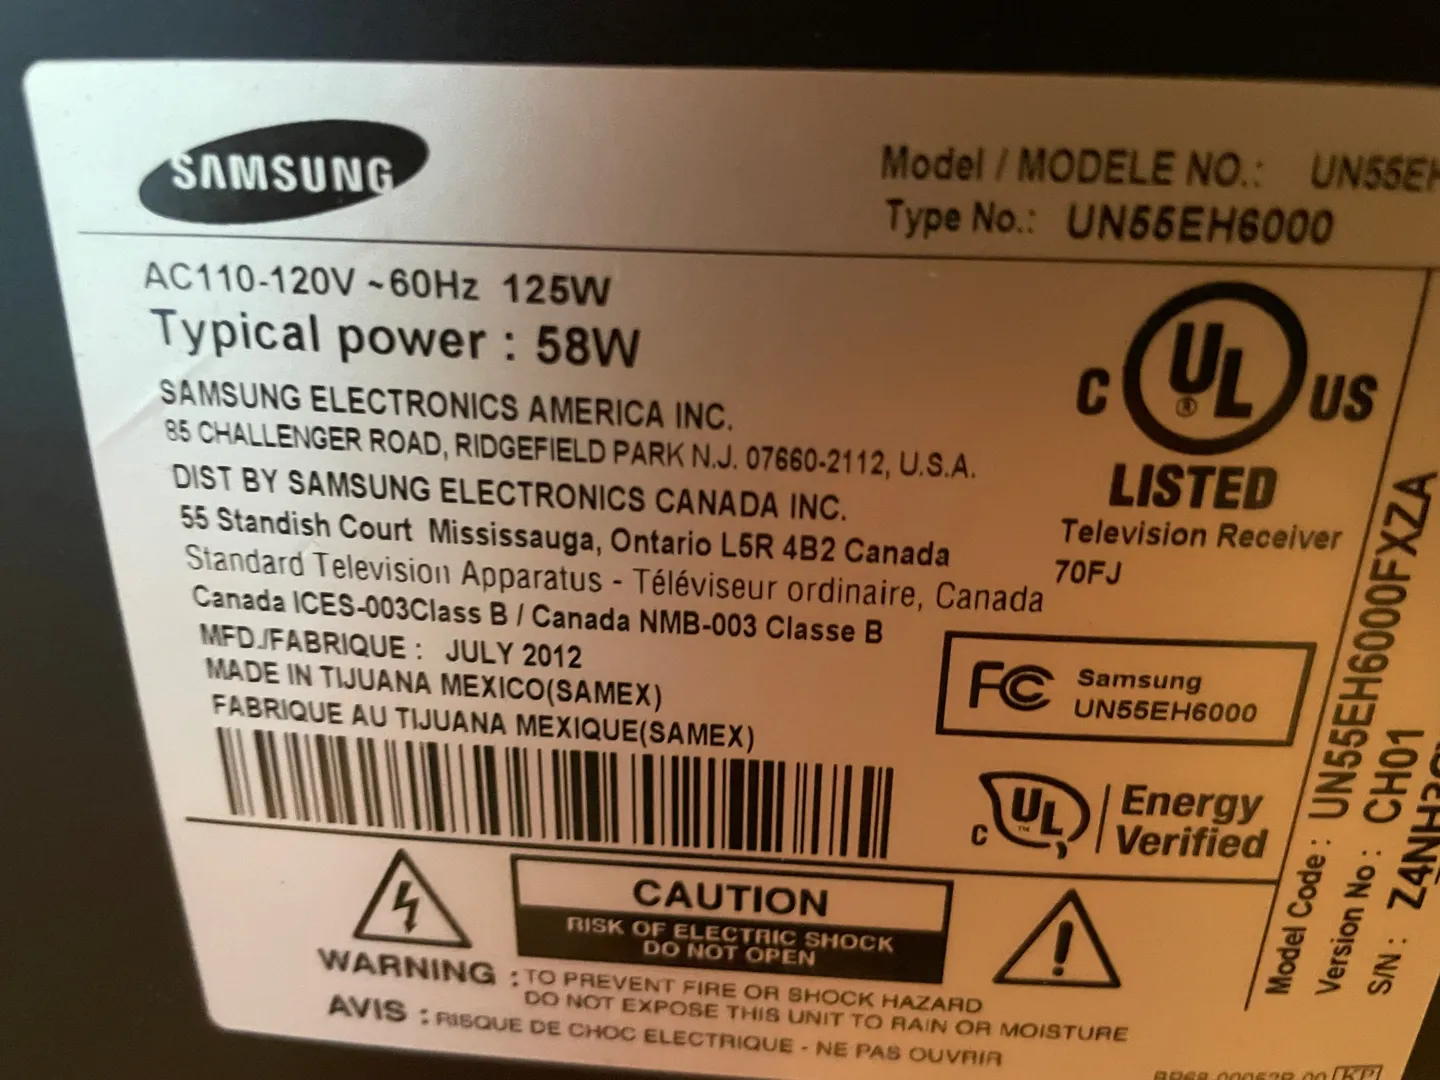 SAMSUNG
Model / MODELE NO.:
Type No.: UN55EH6000
AC110-120V ~60Hz 125W
Typical power : 58W
SAMSUNG ELECTRONICS AMERICA INC.
85 CHALLENGER ROAD, RIDGEFIELD PARK N.J. 07660-2112, U.S.A.
DIST BY SAMSUNG ELECTRONICS CANADA INC.
55 Standish Court Mississauga, Ontario L5R 4B2 Canada
Standard Television Apparatus - Téléviseur ordinaire, Canada
Canada ICES-003Class B / Canada NMB-003 Classe B
MFD./FABRIQUE : JULY 2012
MADE IN TIJUANA MEXICO(SAMEX)
FABRIQUE AU TIJUANA MEXIQUE(SAMEX)
C UL ® US
LISTED
Television Receiver
70FJ
FC Samsung
UN55EH6000
C UL ™ Energy
Verified
CAUTION
RISK OF ELECTRIC SHOCK
DO NOT OPEN
WARNING : TO PREVENT FIRE OR SHOCK HAZARD
DO NOT EXPOSE THIS UNIT TO RAIN OR MOISTURE
AVIS : RISQUE DE CHOC ELECTRIQUE - NE PAS OUVRIR
Model Code : UN55EH6000FXZA
Version No : CH01
S/N :
KP